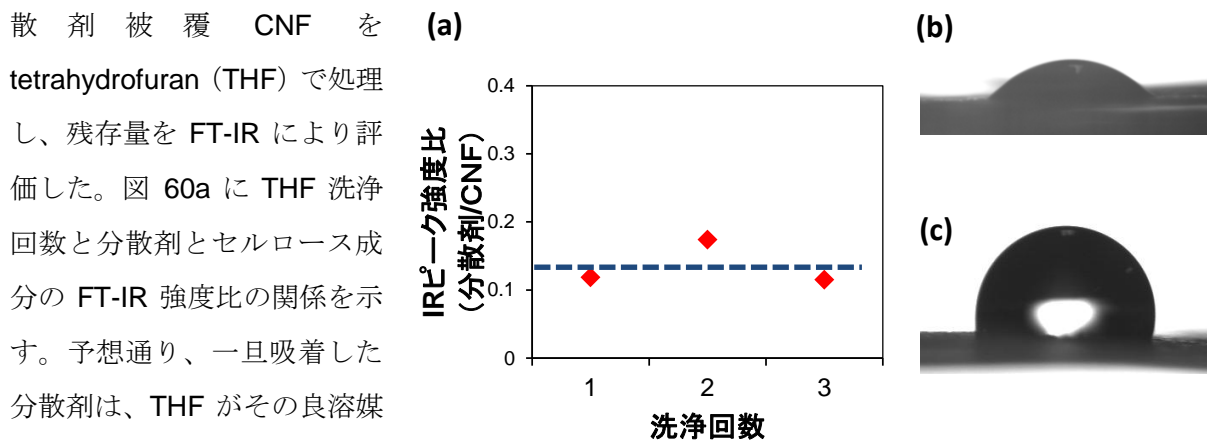 散剤被覆 CNF を
tetrahydrofuran（THF）で処理
し、残存量を FT-IR により評
価した。図 60a に THF 洗浄
回数と分散剤とセルロース成
分の FT-IR 強度比の関係を示
す。予想通り、一旦吸着した
分散剤は、THF がその良溶媒
(a)
IRピーク強度比
（分散剤/CNF）
0.4
0.3
0.2
0.1
0
1 2 3
洗浄回数
(b)
(c)